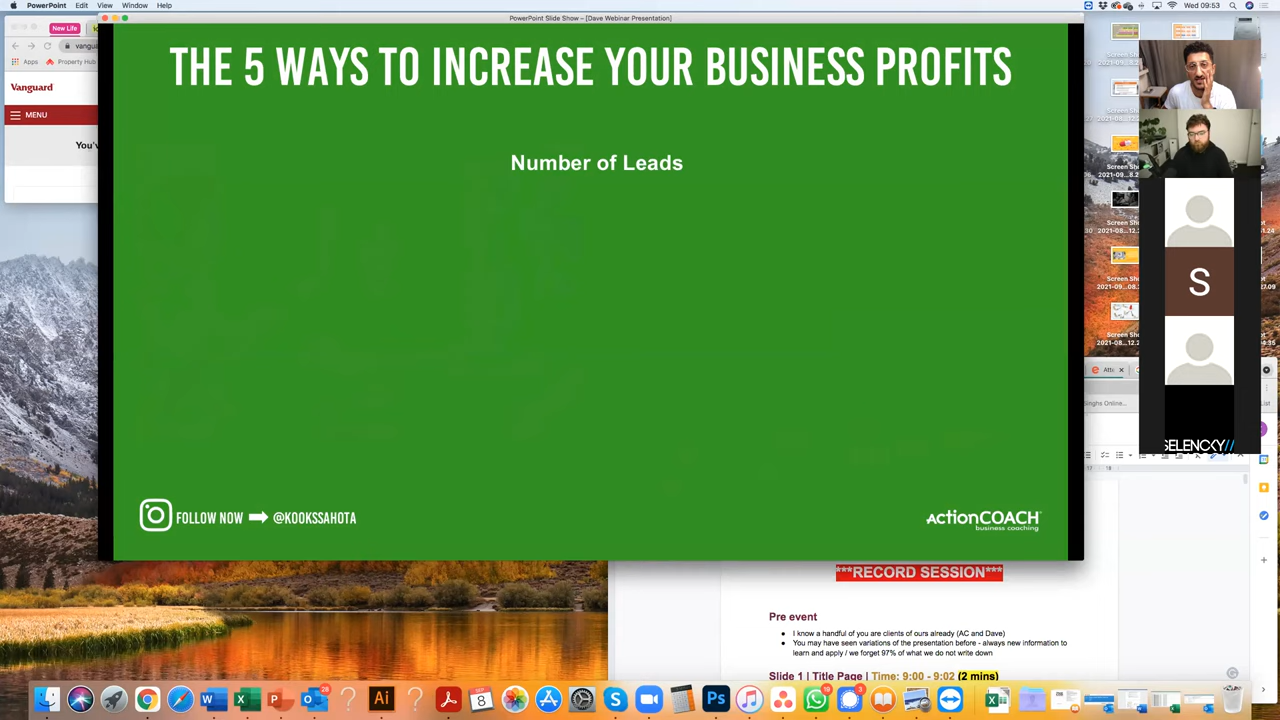 PowerPoint Edit View Window Help
Wed 09:53
PowerPoint Slide Show – [Dave Webinar Presentation]
New Life
Apps Property Hub
Vanguard
MENU
THE 5 WAYS TO INCREASE YOUR BUSINESS PROFITS
Number of Leads
FOLLOW NOW @KOOKSSAHOTA
ActionCOACH
business coaching
S
SELENCKY//
***RECORD SESSION***
Pre event
I know a handful of you are clients of ours already (AC and Dave)
You may have seen variations of the presentation before - always new information to
learn and apply / we forget 97% of what we do not write down
Slide 1 | Title Page | Time: 9:00 - 9:02 (2 mins)